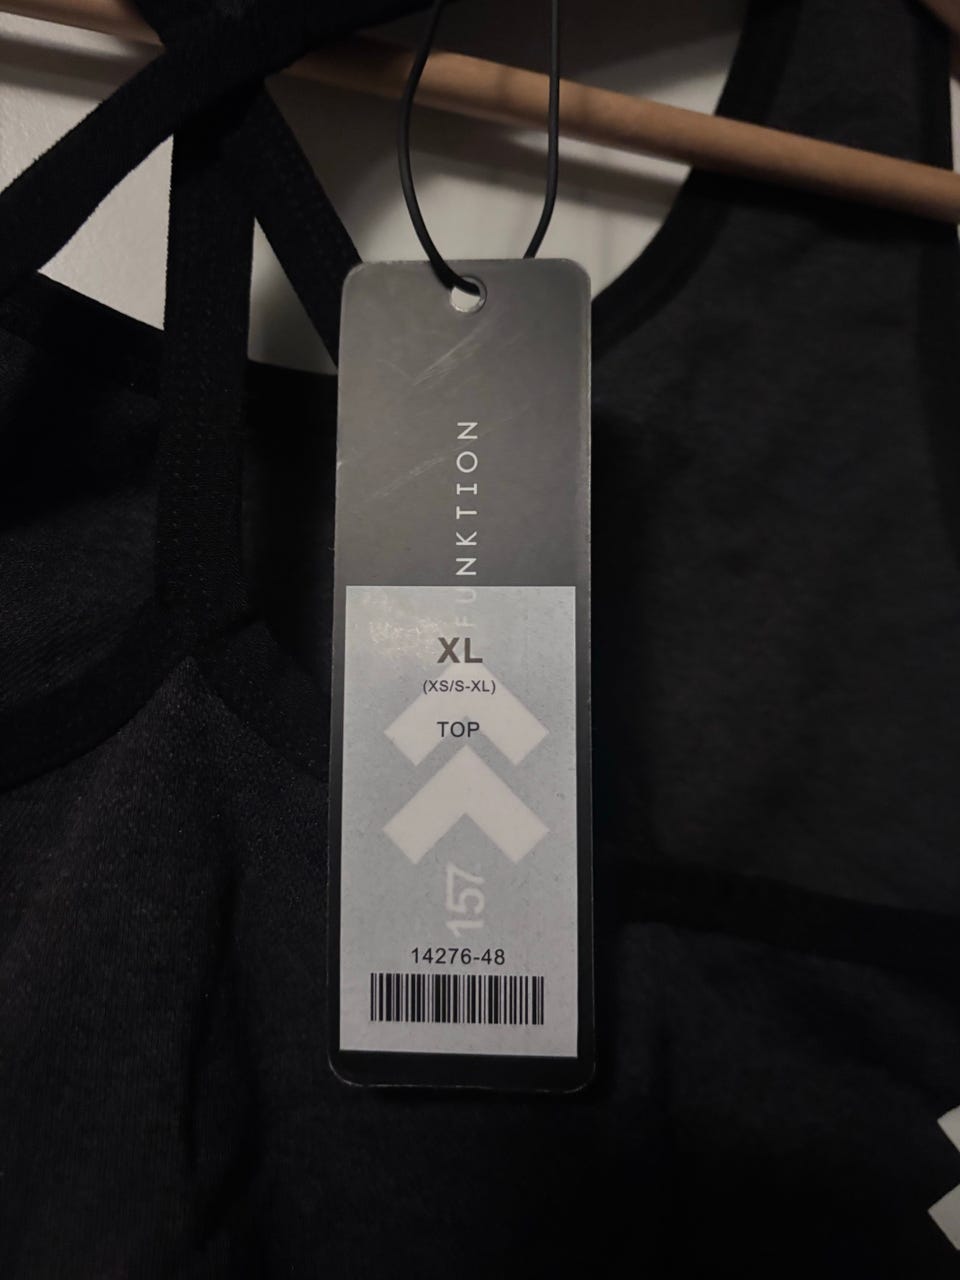 FUNKTION
XL
(XS/S-XL)
TOP
157
14276-48